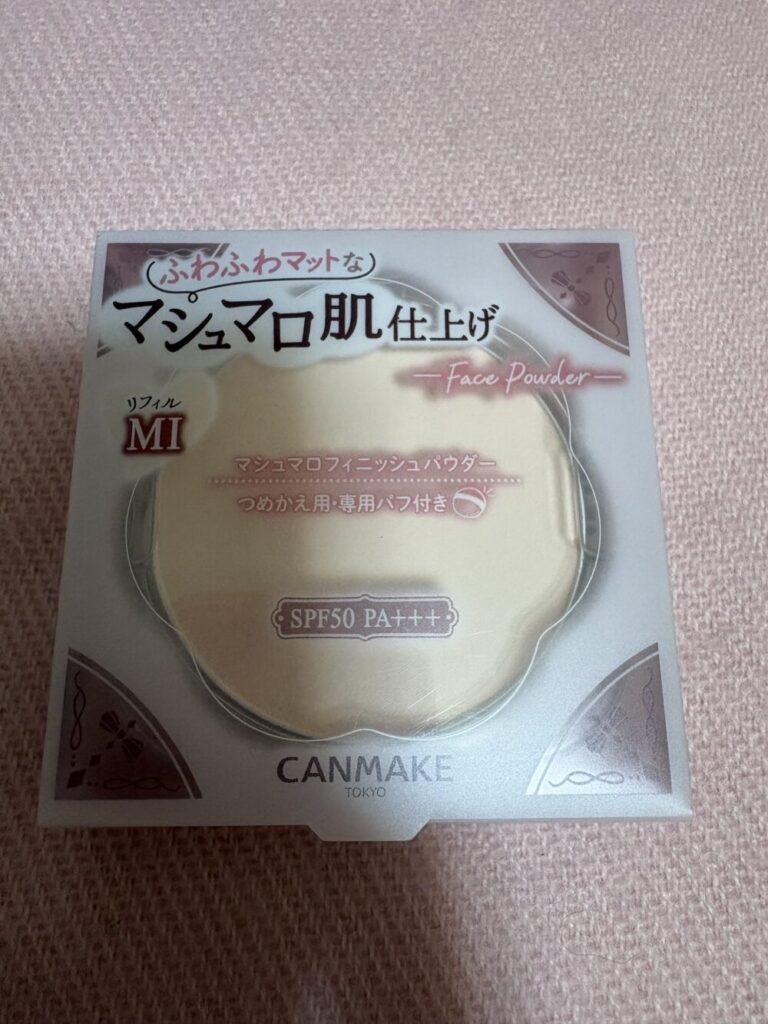 ふわふわマットな
マシュマロ肌仕上げ
Face Powder
リフィル
MI
マシュマロフィニッシュパウダー
つめかえ用・専用パフ付き
SPF50 PA+++
CANMAKE
TOKYO